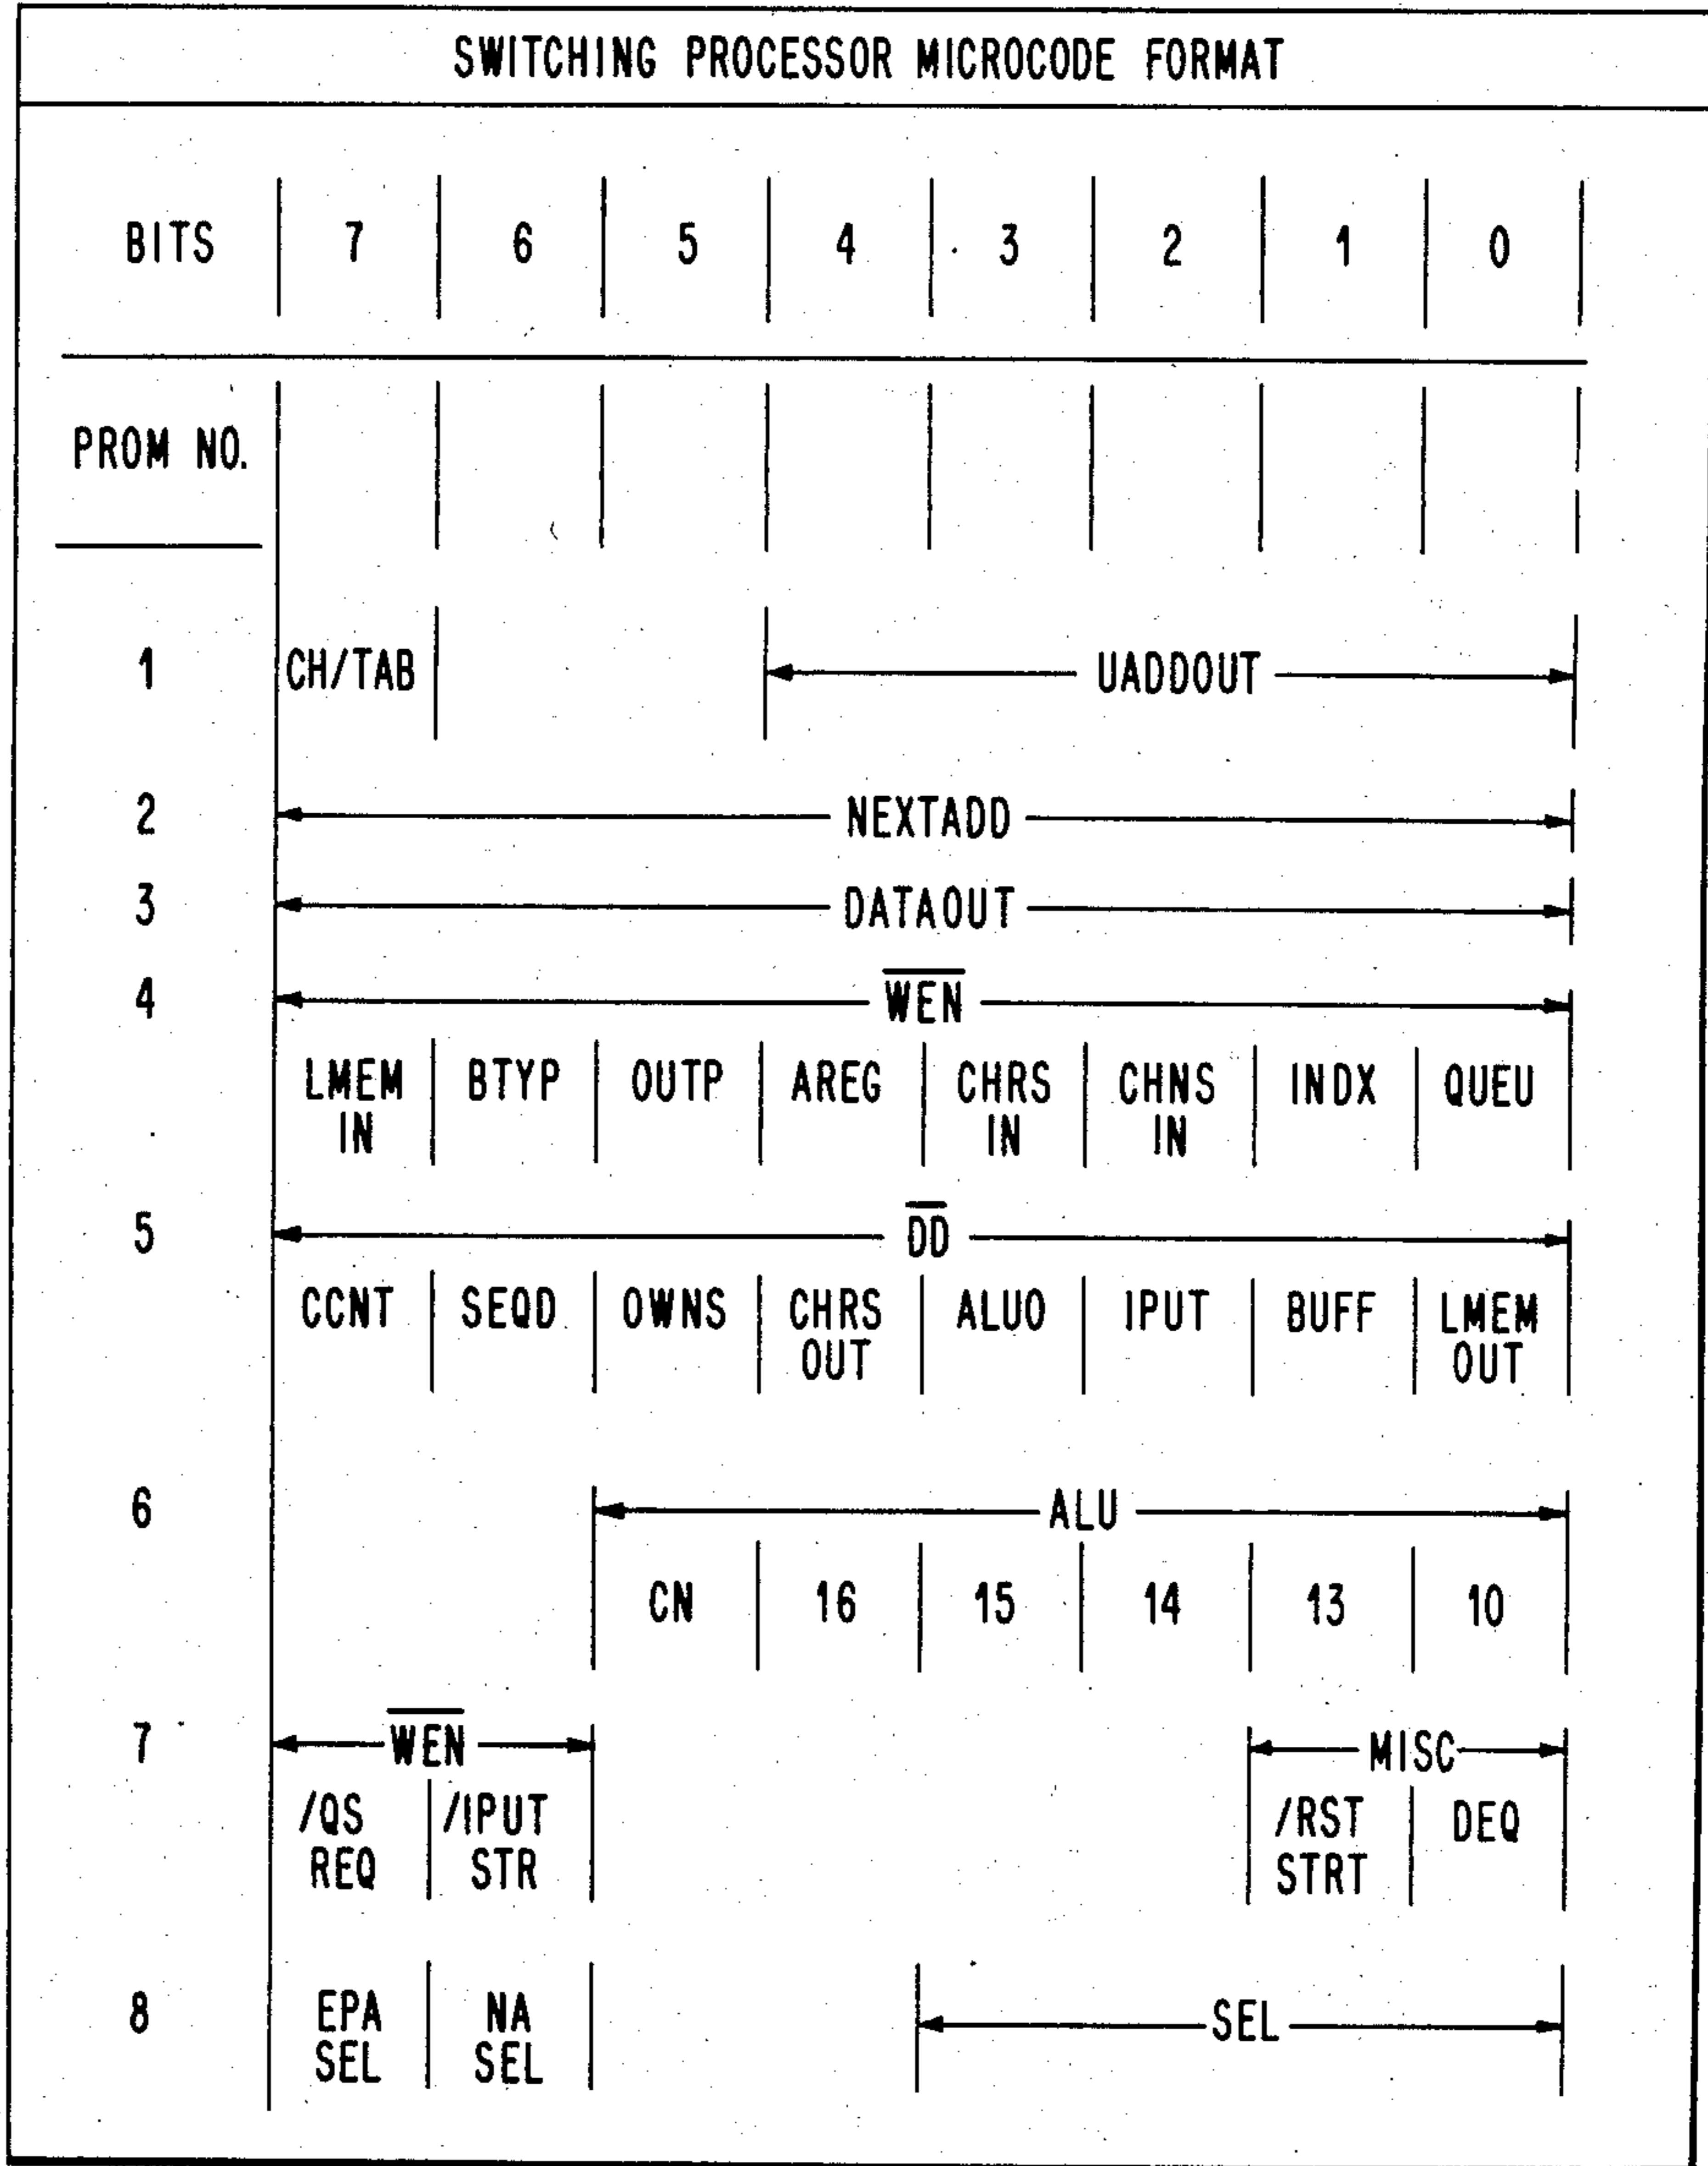 SWITCHING PROCESSOR MICROCODE FORMAT
BITS 7 6 5 4 3 2 1 0
PROM NO.
1 CH/TAB UADDOUT
2 NEXTADD
3 DATAOUT
4 WEN
LMEM IN BTYP OUTP AREG CHRS IN CHNS IN INDX QUEU
5 DD
CCNT SEQD OWNS CHRS OUT ALUO IPUT BUFF LMEM OUT
6 ALU
CN 16 15 14 13 10
7 WEN MISC
/QS REQ /IPUT STR /RST STRT DEQ
8 EPA SEL NA SEL SEL